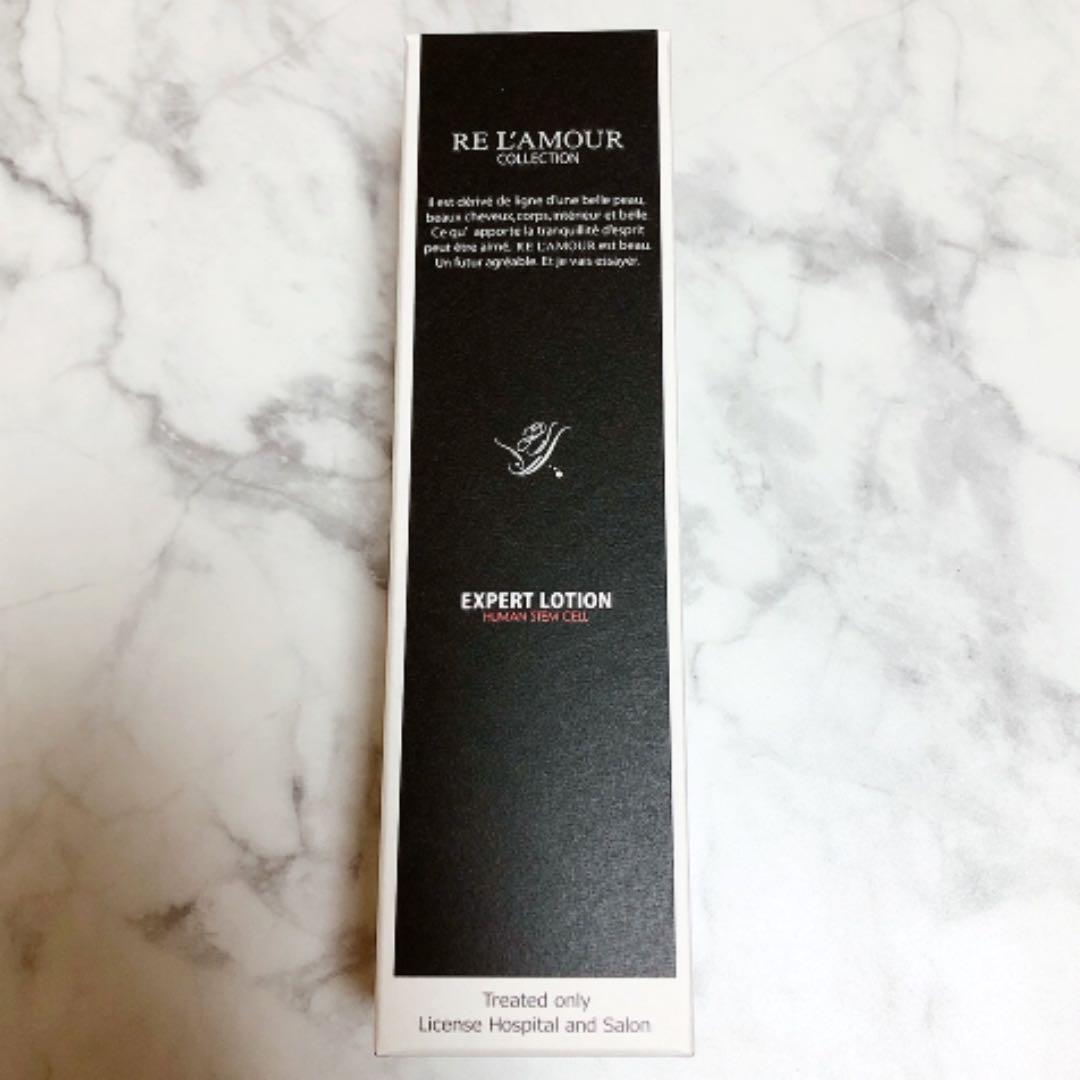 RE L'AMOUR
COLLECTION
Il est dérivé de ligne d'une belle peau,
beaux cheveux, corps, intérieur et belle.
Ce qu' apporte la tranquillité d'esprit
peut être aimé. RE L'AMOUR est beau.
Un futur agréable. Et je vais essayer.
EXPERT LOTION
HUMAN STEM CELL
Treated only
License Hospital and Salon